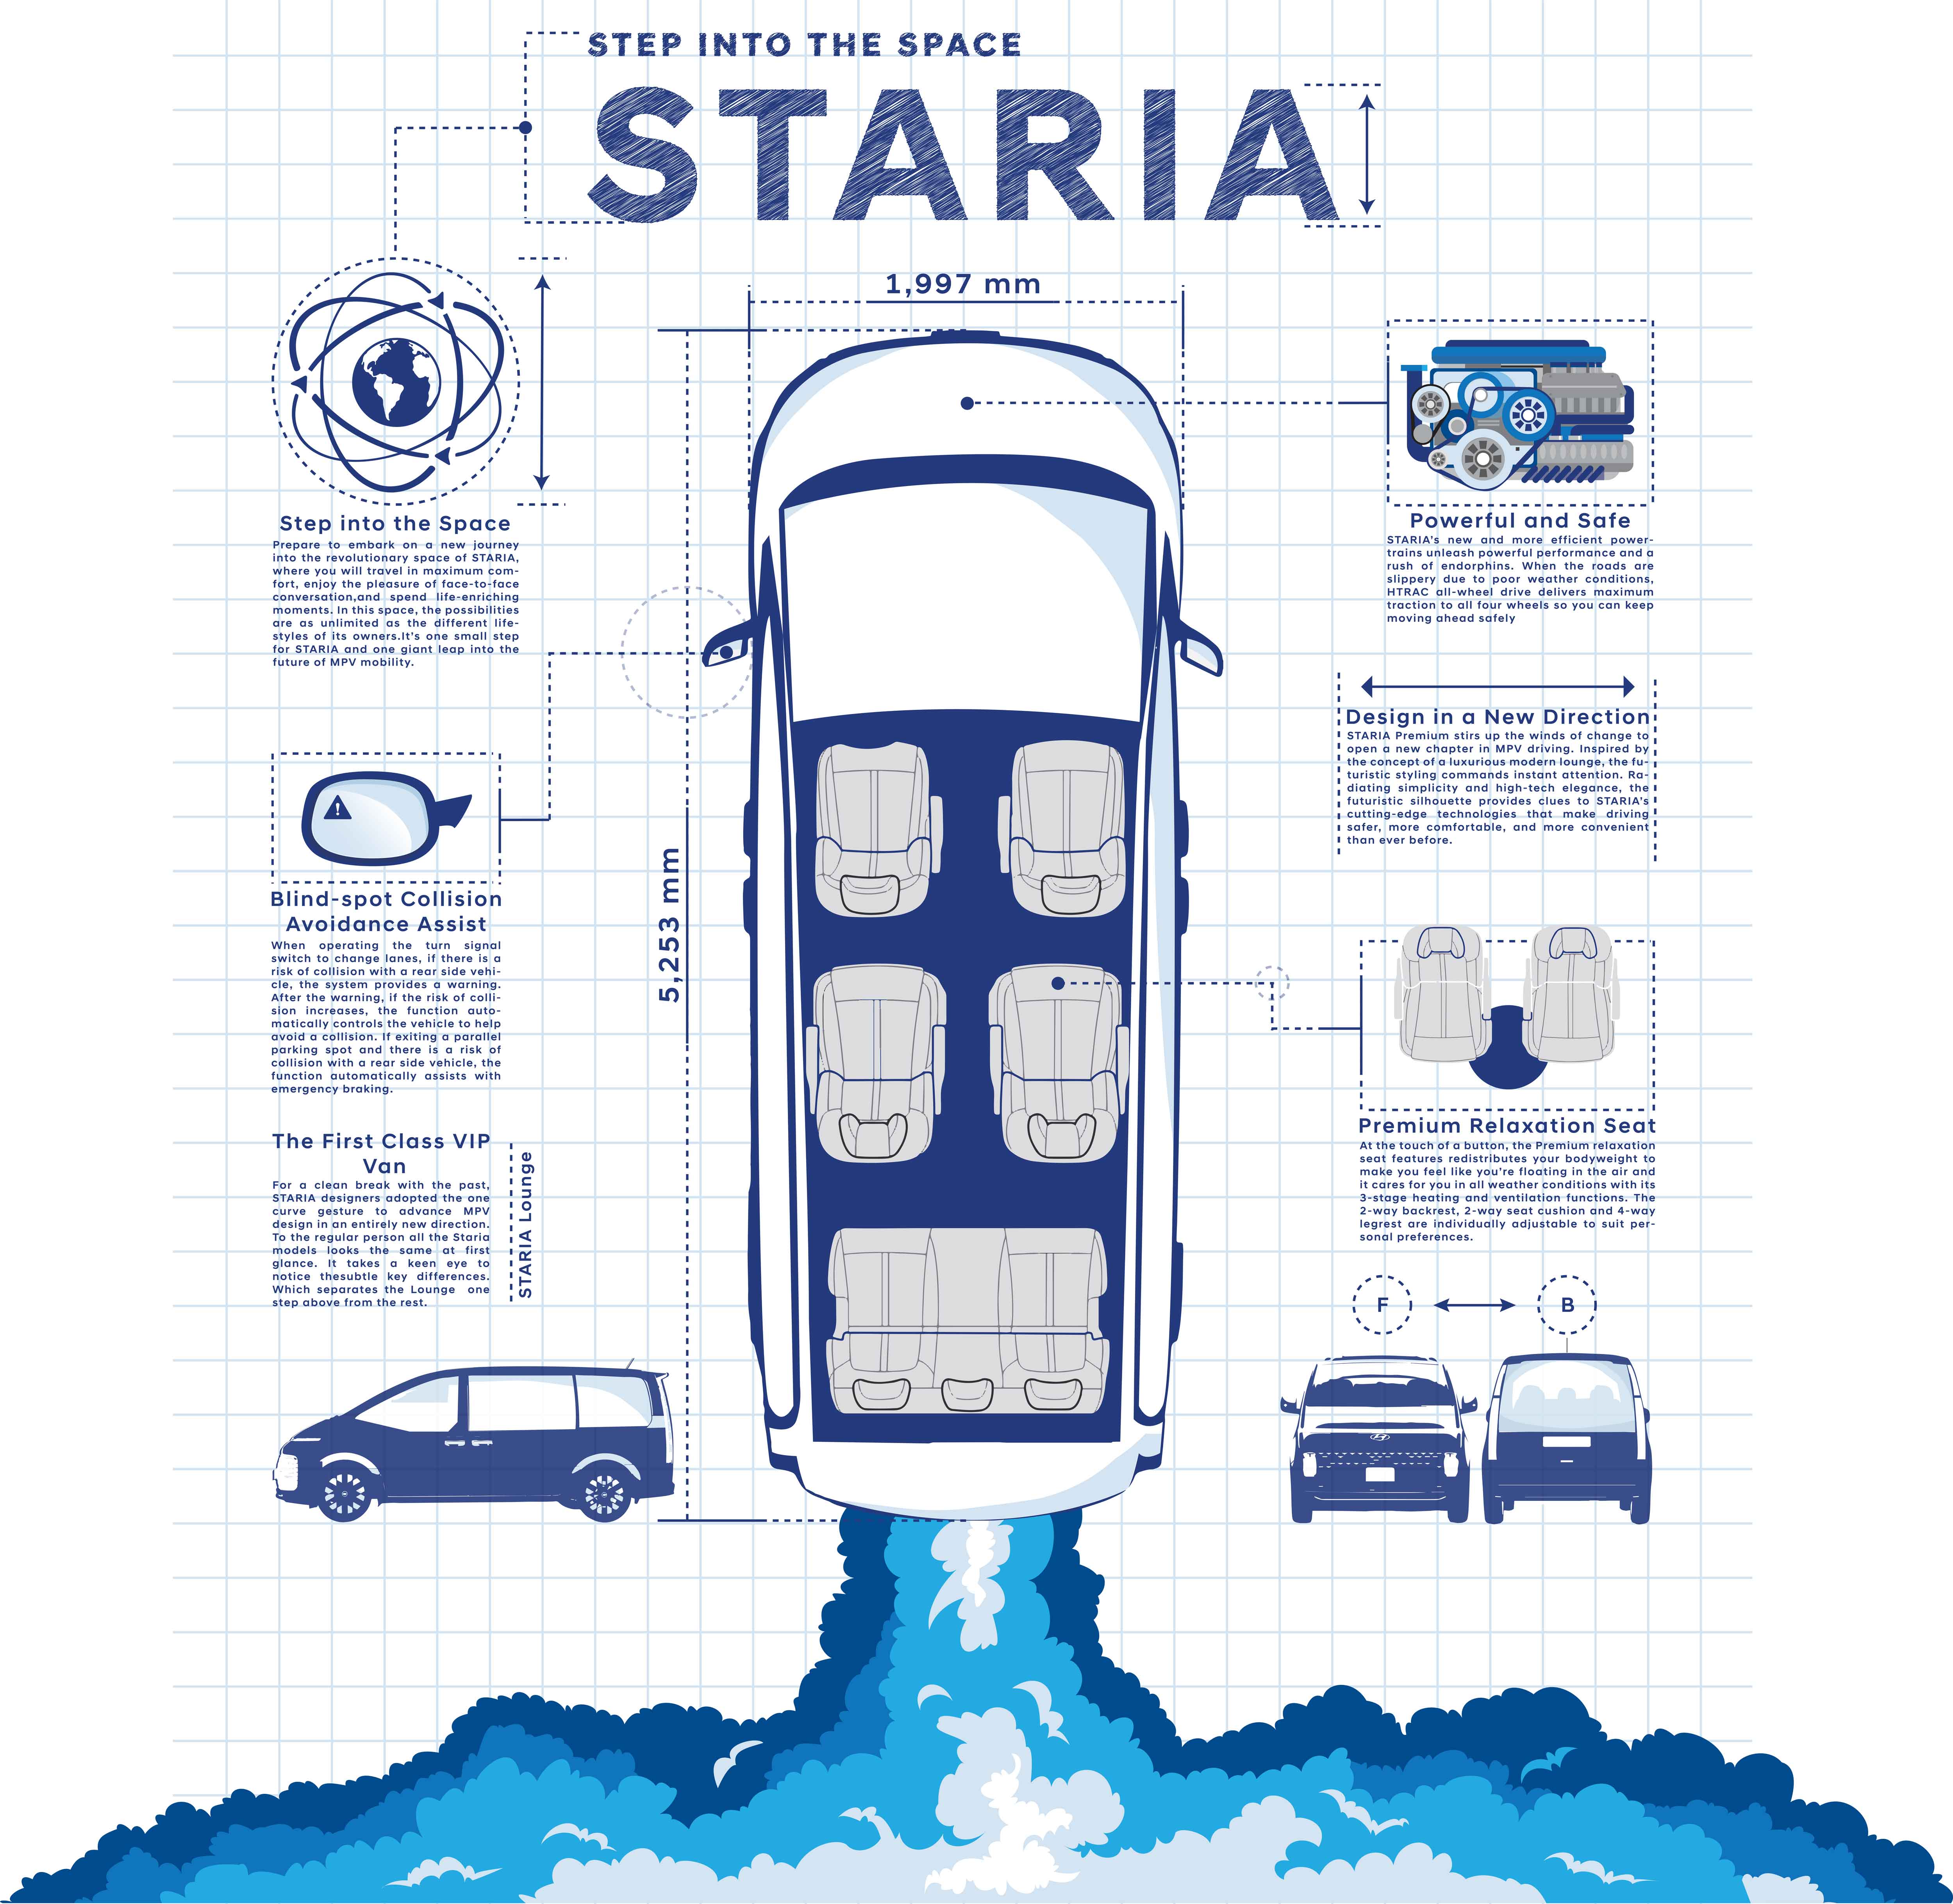 STEP INTO THE SPACE
STARIA
1,997 mm
5,253 mm
Step into the Space
Prepare to embark on a new journey
into the revolutionary space of STARIA,
where you will travel in maximum com-
fort, enjoy the pleasure of face-to-face
conversation,and spend life-enriching
moments. In this space, the possibilities
are as unlimited as the different life-
styles of its owners.It's one small step
for STARIA and one giant leap into the
future of MPV mobility.
Blind-spot Collision
Avoidance Assist
When operating the turn signal
switch to change lanes, if there is a
risk of collision with a rear side vehi-
cle, the system provides a warning.
After the warning, if the risk of colli-
sion increases, the function auto-
matically controls the vehicle to help
avoid a collision. If exiting a parallel
parking spot and there is a risk of
collision with a rear side vehicle, the
function automatically assists with
emergency braking.
The First Class VIP
Van
For a clean break with the past,
STARIA designers adopted the one
curve gesture to advance MPV
design in an entirely new direction.
To the regular person all the Staria
models looks the same at first
glance. It takes a keen eye to
notice thesubtle key differences.
Which separates the Lounge one
step above from the rest.
STARIA Lounge
Powerful and Safe
STARIA's new and more efficient power-
trains unleash powerful performance and a
rush of endorphins. When the roads are
slippery due to poor weather conditions,
HTRAC all-wheel drive delivers maximum
traction to all four wheels so you can keep
moving ahead safely
Design in a New Direction
STARIA Premium stirs up the winds of change to
open a new chapter in MPV driving. Inspired by
the concept of a luxurious modern lounge, the fu-
turistic styling commands instant attention. Ra-
diating simplicity and high-tech elegance, the
futuristic silhouette provides clues to STARIA's
cutting-edge technologies that make driving
safer, more comfortable, and more convenient
than ever before.
Premium Relaxation Seat
At the touch of a button, the Premium relaxation
seat features redistributes your bodyweight to
make you feel like you're floating in the air and
it cares for you in all weather conditions with its
3-stage heating and ventilation functions. The
2-way backrest, 2-way seat cushion and 4-way
legrest are individually adjustable to suit per-
sonal preferences.
F
B